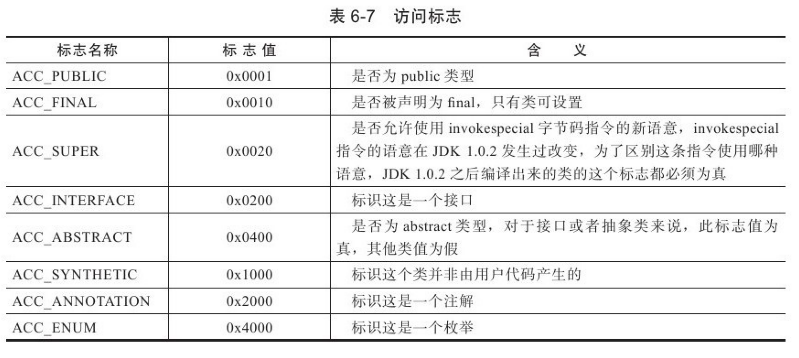 表 6-7 访问标志
标志名称 标 志 值 含 义
ACC_PUBLIC 0x0001 是否为 public 类型
ACC_FINAL 0x0010 是否被声明为 final，只有类可设置
是否允许使用 invokespecial 字节码指令的新语意，invokespecial
ACC_SUPER 0x0020 指令的语意在 JDK 1.0.2 发生过改变，为了区别这条指令使用哪种
语意，JDK 1.0.2 之后编译出来的类的这个标志都必须为真
ACC_INTERFACE 0x0200 标识这是一个接口
ACC_ABSTRACT 0x0400 是否为 abstract 类型，对于接口或者抽象类来说，此标志值为
真，其他类值为假
ACC_SYNTHETIC 0x1000 标识这个类并非由用户代码产生的
ACC_ANNOTATION 0x2000 标识这是一个注解
ACC_ENUM 0x4000 标识这是一个枚举